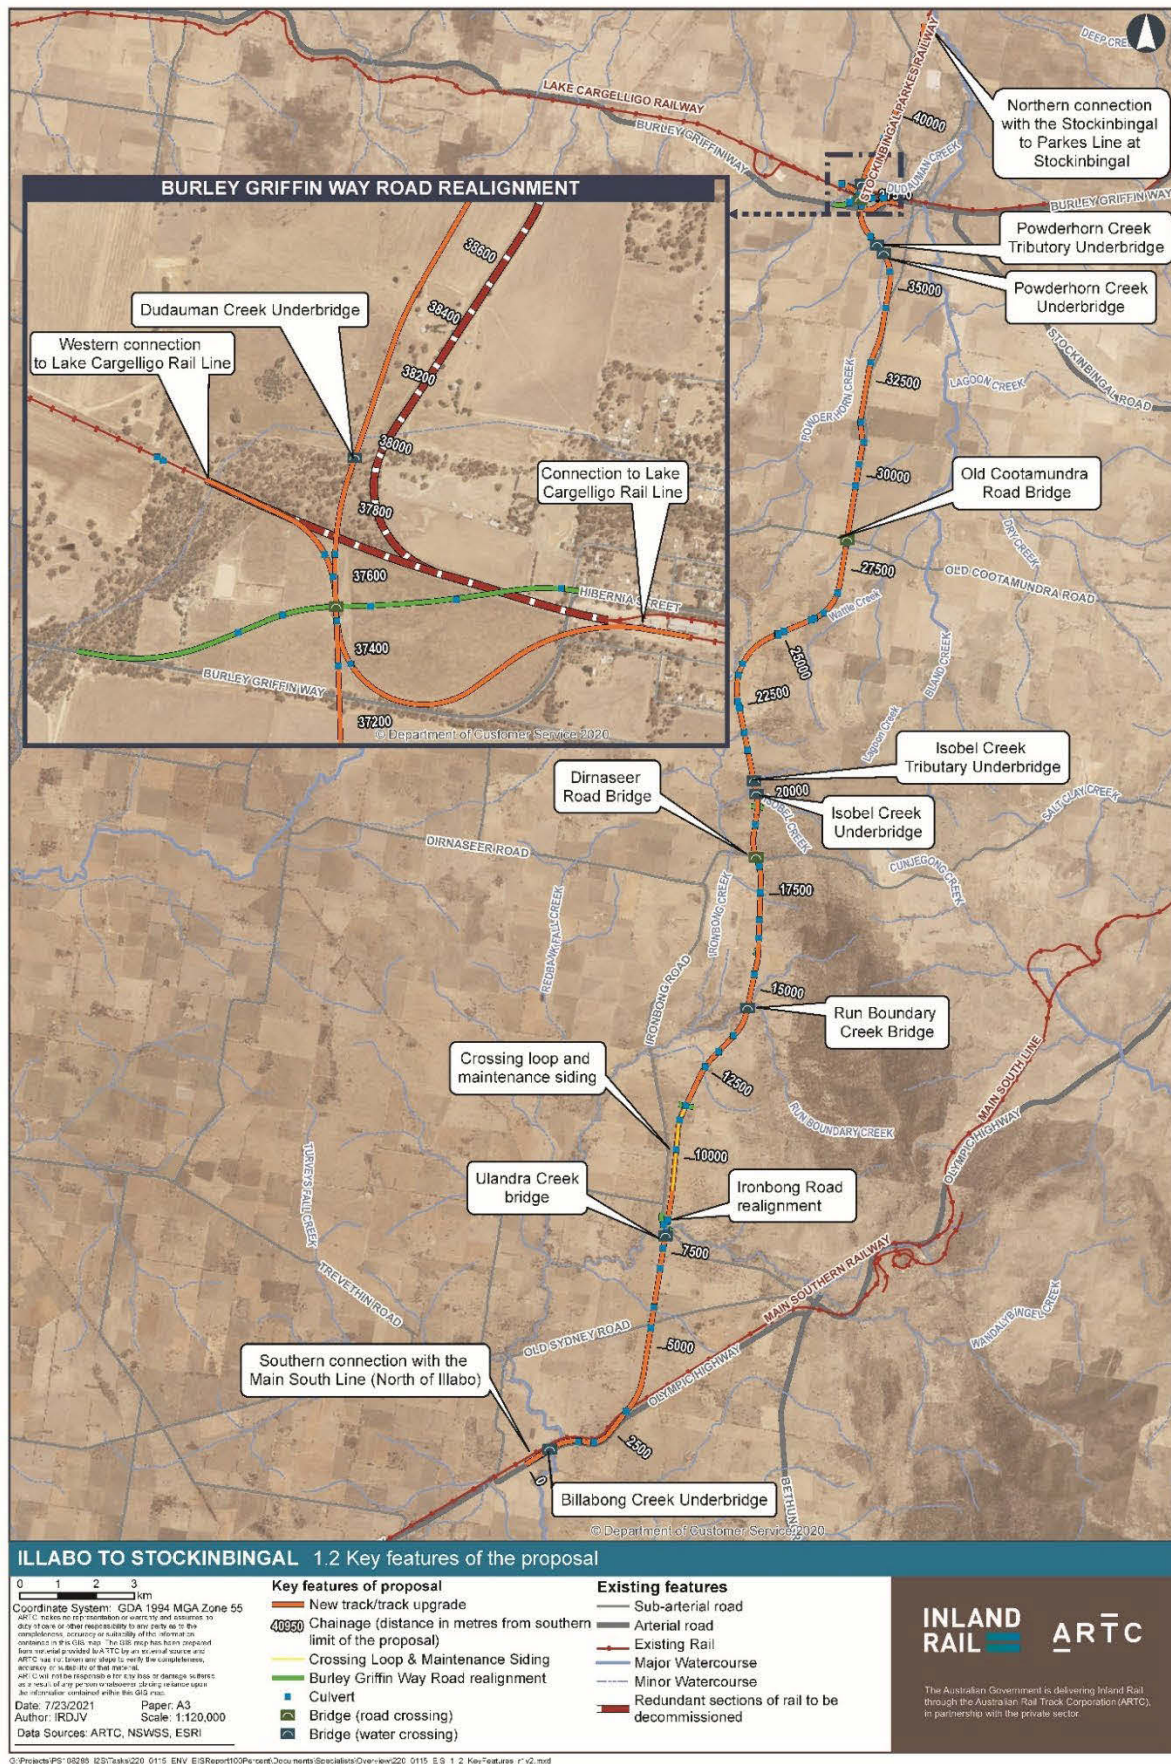 DEEP CREEK
LAKE CARGELLIGO RAILWAY
STOCKINBINGAL PARKES RAILWAY
40000
Northern connection
with the Stockinbingal
to Parkes Line at
Stockinbingal
BURLEY GRIFFIN WAY
DUDAUMAN CREEK
BURLEY GRIFFIN WAY
BURLEY GRIFFIN WAY ROAD REALIGNMENT
38600
Dudauman Creek Underbridge
38400
Western connection
to Lake Cargelligo Rail Line
38200
38000
Connection to Lake
Cargelligo Rail Line
37800
37600
HIBERNIA STREET
37400
BURLEY GRIFFIN WAY
37200
© Department of Customer Service 2020
Powderhorn Creek
Tributory Underbridge
Powderhorn Creek
Underbridge
35000
STOCKINBINGAL ROAD
32500
LAGOON CREEK
POWDER HORN CREEK
30000
Old Cootamundra
Road Bridge
DRY CREEK
27500
OLD COOTAMUNDRA ROAD
Wattle Creek
25000
BLAND CREEK
22500
Lagoon Creek
Isobel Creek
Tributary Underbridge
Dirnaseer
Road Bridge
20000
ISOBEL CREEK
Isobel Creek
Underbridge
SALT CLAY CREEK
DIRNASEER ROAD
CUNJEGONG CREEK
17500
IRONBONG CREEK
REDBANK FALL CREEK
IRONBONG ROAD
15000
Run Boundary
Creek Bridge
Crossing loop and
maintenance siding
12500
MAIN SOUTH LINE
RUN BOUNDARY CREEK
OLYMPIC HIGHWAY
10000
TURVEYS FALL CREEK
Ulandra Creek
bridge
Ironbong Road
realignment
7500
TREVETHIN ROAD
MAIN SOUTHERN RAILWAY
WANDALYBINGEL CREEK
OLD SYDNEY ROAD
5000
Southern connection with the
Main South Line (North of Illabo)
OLYMPIC HIGHWAY
2500
0
Billabong Creek Underbridge
© Department of Customer Service 2020
ILLABO TO STOCKINBINGAL 1.2 Key features of the proposal
0 1 2 3
km
Coordinate System: GDA 1994 MGA Zone 55
Date: 7/23/2021 Paper: A3
Author: IRDJV Scale: 1:120,000
Data Sources: ARTC, NSWSS, ESRI
Key features of proposal
New track/track upgrade
40950 Chainage (distance in metres from southern
limit of the proposal)
Crossing Loop & Maintenance Siding
Burley Griffin Way Road realignment
Culvert
Bridge (road crossing)
Bridge (water crossing)
Existing features
Sub-arterial road
Arterial road
Existing Rail
Major Watercourse
Minor Watercourse
Redundant sections of rail to be
decommissioned
INLAND
RAIL
ARTC
The Australian Government is delivering Inland Rail
through the Australian Rail Track Corporation (ARTC),
in partnership with the private sector.